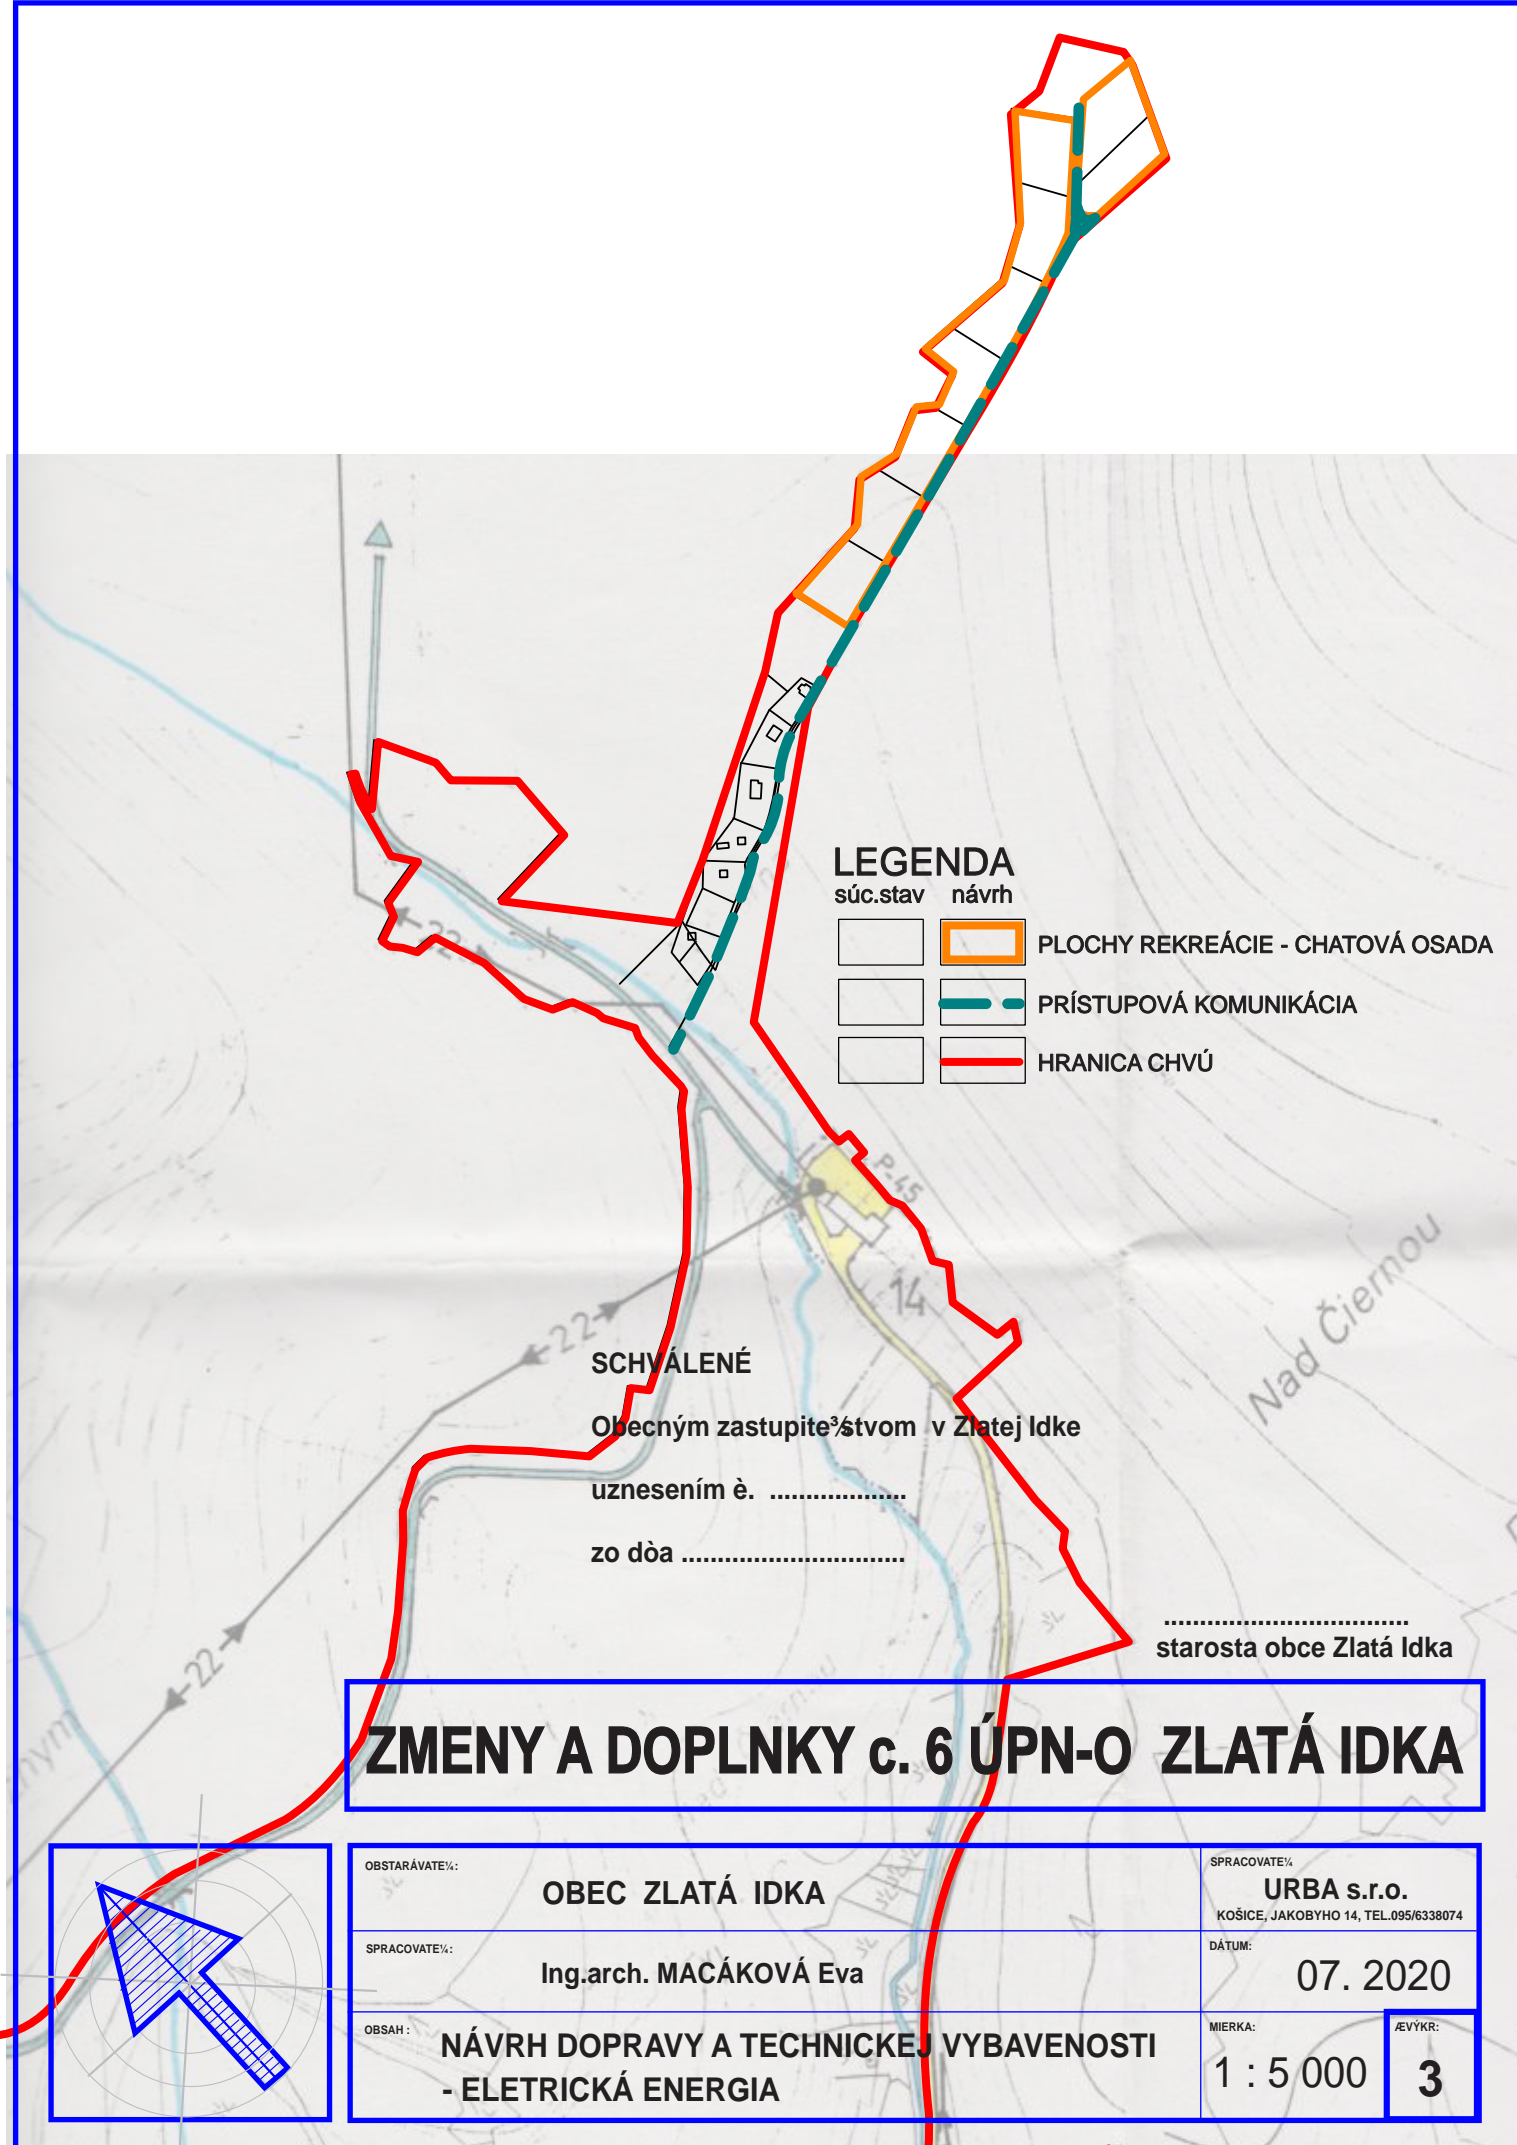 LEGENDA
súc.stav návrh
PLOCHY REKREÁCIE - CHATOVÁ OSADA
PRÍSTUPOVÁ KOMUNIKÁCIA
HRANICA CHVÚ
22
P-45
14
Nad Čiernou
22
22
SCHVÁLENÉ
Obecným zastupite¾stvom v Zlatej Idke
uznesením è. ...................
zo dòa ...............................
..................................
starosta obce Zlatá Idka
ZMENY A DOPLNKY c. 6 ÚPN-O ZLATÁ IDKA
OBSTARÁVATE¼:
OBEC ZLATÁ IDKA
SPRACOVATE¼
URBA s.r.o.
KOŠICE, JAKOBYHO 14, TEL.095/6338074
SPRACOVATE¼:
Ing.arch. MACÁKOVÁ Eva
DÁTUM:
07. 2020
OBSAH :
NÁVRH DOPRAVY A TECHNICKEJ VYBAVENOSTI
- ELETRICKÁ ENERGIA
MIERKA:
1 : 5 000
ÆVÝKR:
3